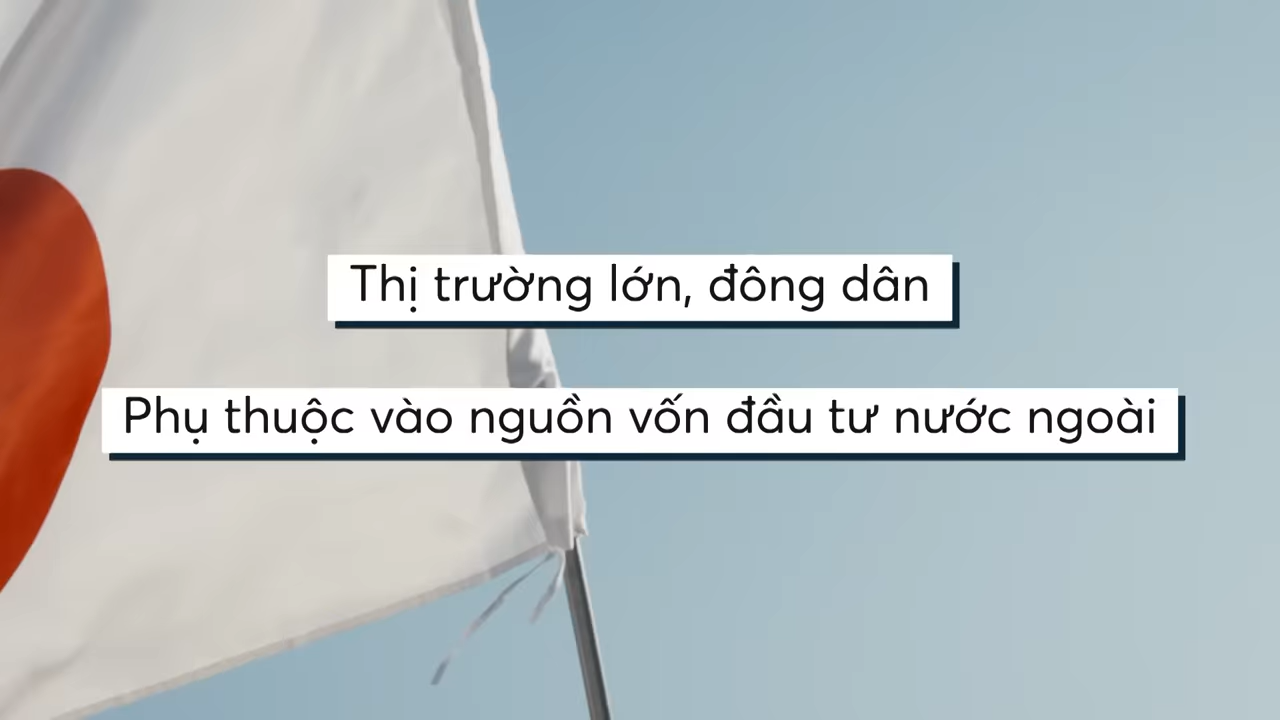 Thị trường lớn, đông dân
Phụ thuộc vào nguồn vốn đầu tư nước ngoài